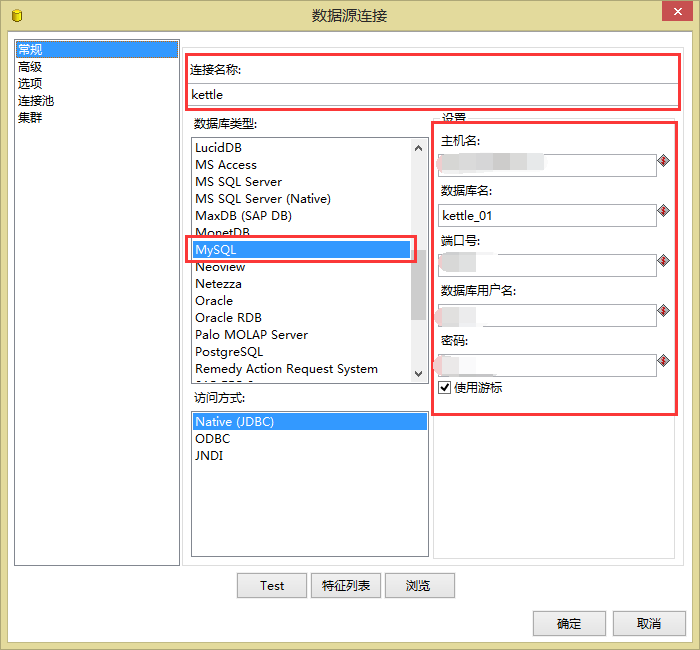 数据源连接
常规
高级
选项
连接池
集群
连接名称:
kettle
数据库类型:
LucidDB
MS Access
MS SQL Server
MS SQL Server (Native)
MaxDB (SAP DB)
MonetDB
MySQL
Neoview
Netezza
Oracle
Oracle RDB
Palo MOLAP Server
PostgreSQL
Remedy Action Request System
访问方式:
Native (JDBC)
ODBC
JNDI
设置
主机名:
数据库名:
kettle_01
端口号:
数据库用户名:
密码:
使用游标
Test
特征列表
浏览
确定
取消